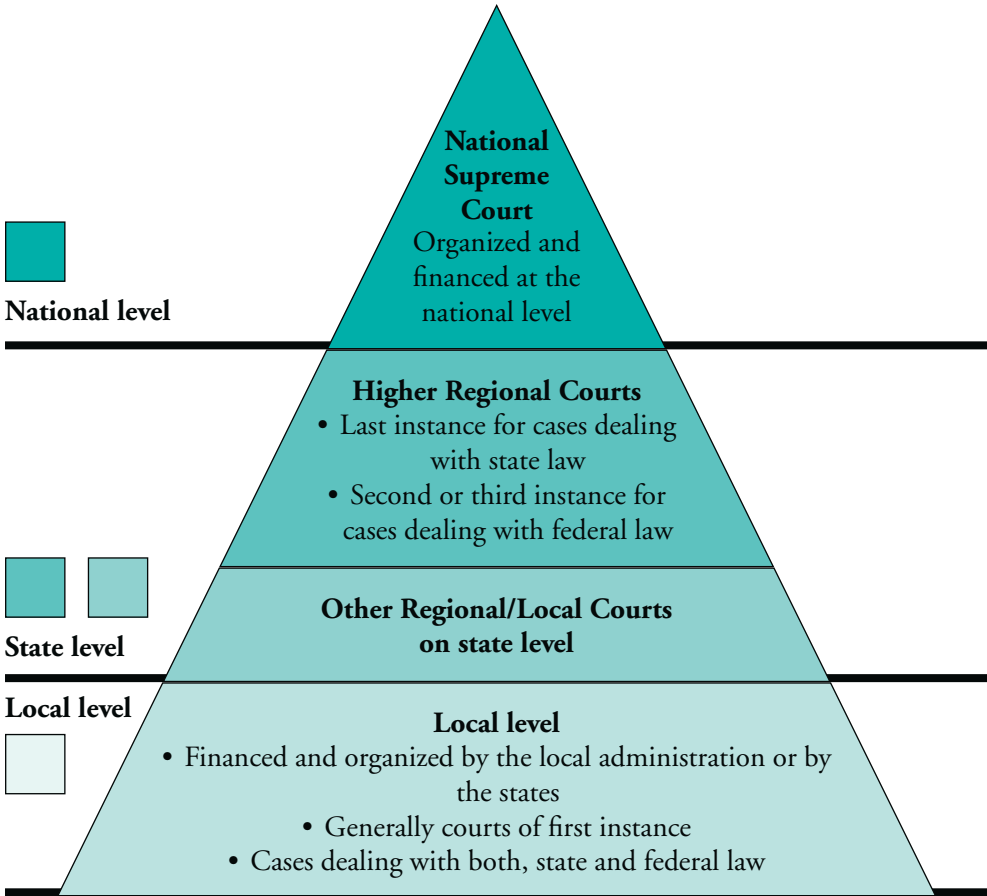 National
Supreme
Court
Organized and
financed at the
national level
National level
Higher Regional Courts
• Last instance for cases dealing
with state law
• Second or third instance for
cases dealing with federal law
Other Regional/Local Courts
on state level
State level
Local level
Local level
• Financed and organized by the local administration or by
the states
• Generally courts of first instance
• Cases dealing with both, state and federal law